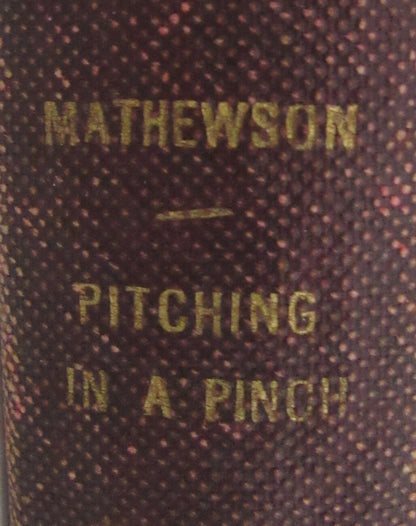 MATHEWSON
—
PITCHING
IN A PINCH